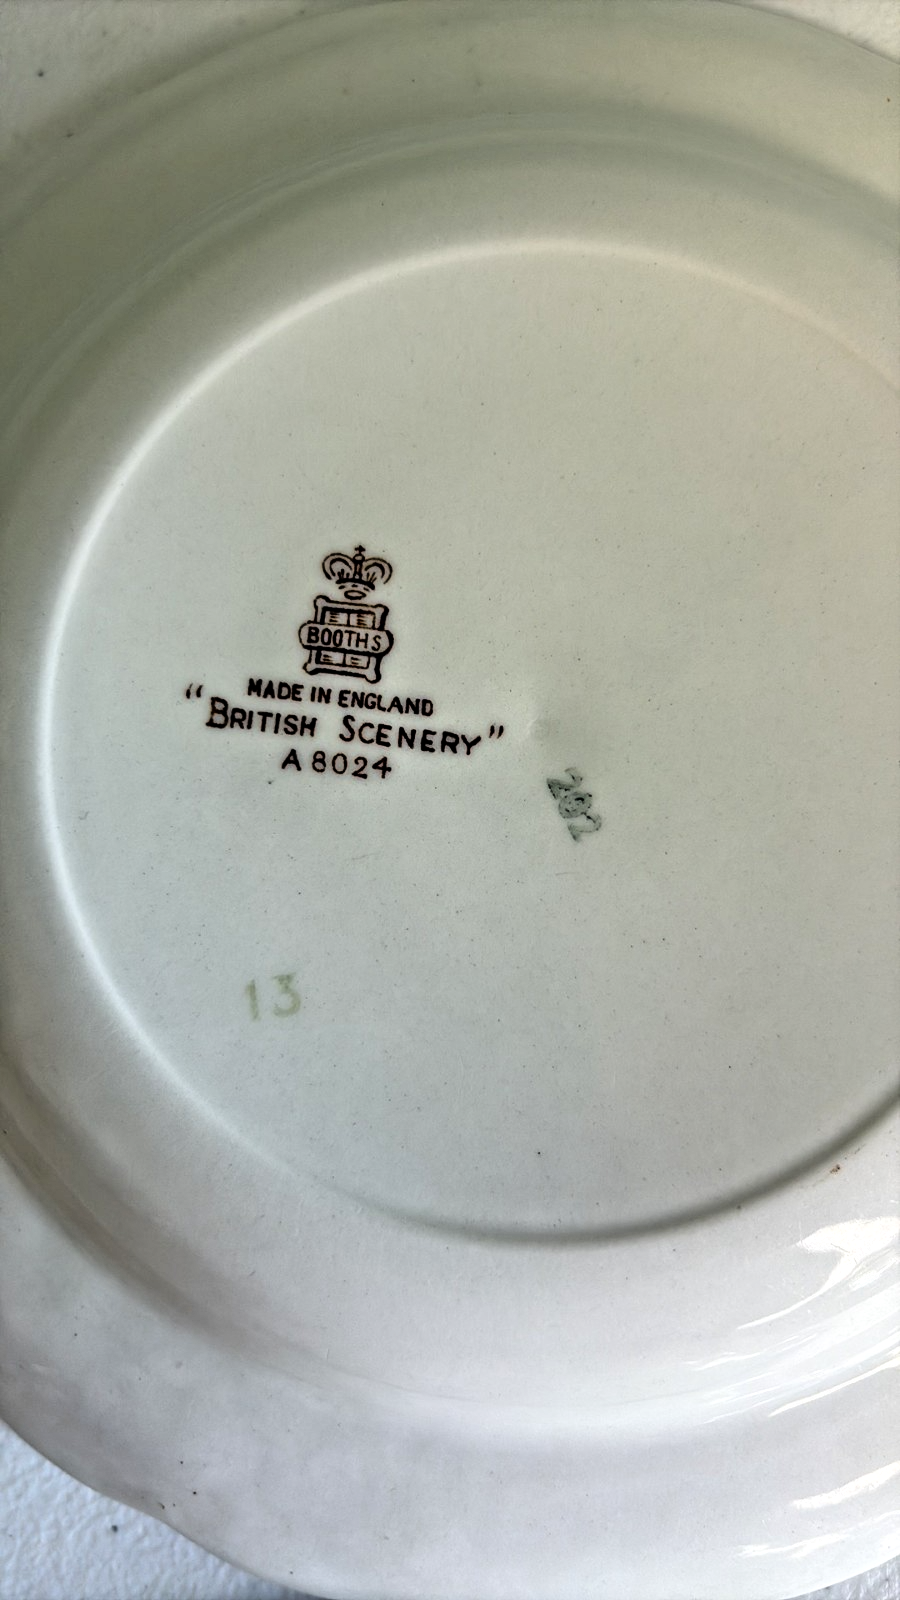 BOOTHS
MADE IN ENGLAND
"BRITISH SCENERY"
A 8024
13